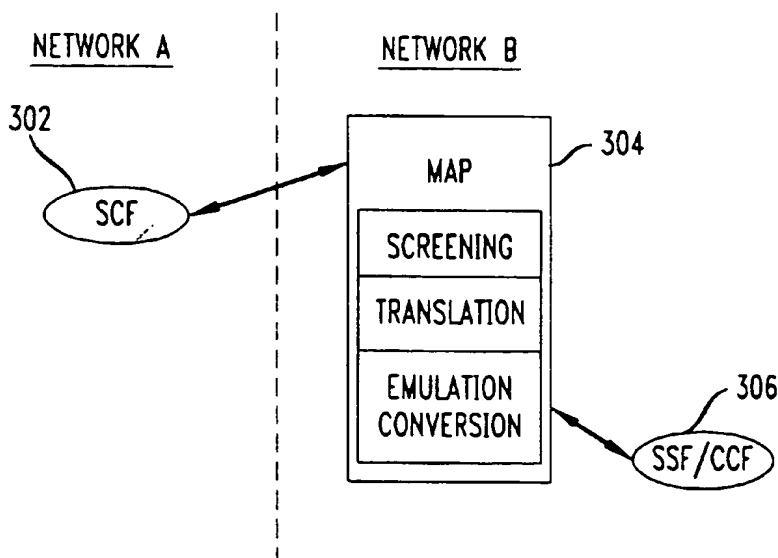 NETWORK A
NETWORK B
302
304
MAP
SCF
SCREENING
TRANSLATION
EMULATION
CONVERSION
306
SSF/CCF